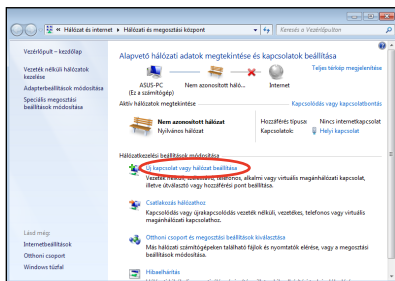 « Hálózat és internet ▸ Hálózati és megosztási központ
Keresés a Vezérlőpulton
Vezérlőpult – kezdőlap
Vezeték nélküli hálózatok
kezelése
Adapterbeállítások módosítása
Speciális megosztási
beállítások módosítása
Lásd még:
Internetbeállítások
Otthoni csoport
Windows tűzfal
Alapvető hálózati adatok megtekintése és kapcsolatok beállítása
Teljes térkép megjelenítése
ASUS-PC
(Ez a számítógép)
Nem azonosított hálózat
Internet
Aktív hálózatok megtekintése
Kapcsolódás vagy kapcsolatbontás
Nem azonosított hálózat
Nyilvános hálózat
Hozzáférés típusa: Nincs internetkapcsolat
Kapcsolatok: Helyi kapcsolat
Hálózatkezelési beállítások módosítása
Új kapcsolat vagy hálózat beállítása
Vezeték nélküli, szélessávú, telefonos, alkalmi vagy virtuális magánhálózati kapcsolat,
illetve útválasztó vagy hozzáférési pont beállítása.
Csatlakozás hálózathoz
Kapcsolódás vagy újrakapcsolódás vezeték nélküli, vezetékes, telefonos vagy virtuális
magánhálózati kapcsolathoz.
Otthoni csoport és megosztási beállítások kiválasztása
Más hálózati számítógépeken található fájlok és nyomtatók elérése, vagy a megosztási
beállítások módosítása.
Hibaelhárítás